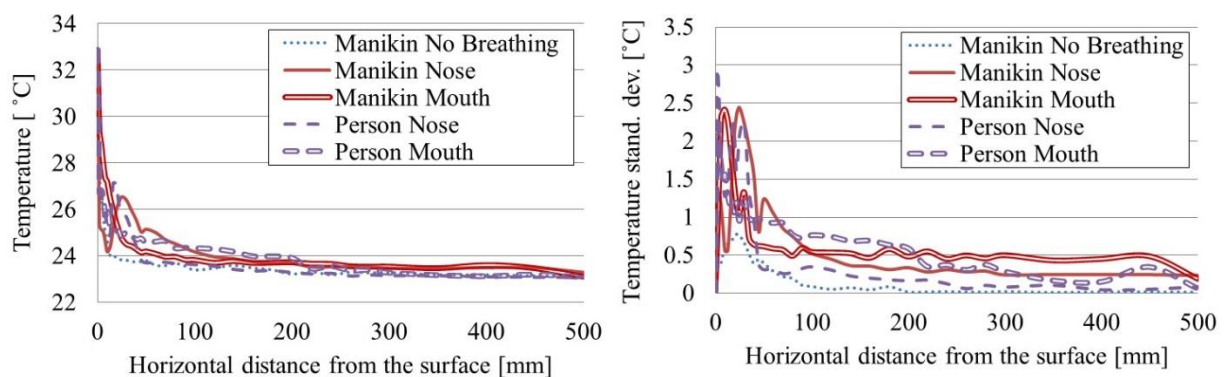 Temperature [ ˚C]
34
32
30
28
26
24
22
0
100
200
300
400
500
Horizontal distance from the surface [mm]
Manikin No Breathing
Manikin Nose
Manikin Mouth
Person Nose
Person Mouth
Temperature stand. dev. [˚C]
3.5
3
2.5
2
1.5
1
0.5
0
0
100
200
300
400
500
Horizontal distance from the surface [mm]
Manikin No Breathing
Manikin Nose
Manikin Mouth
Person Nose
Person Mouth